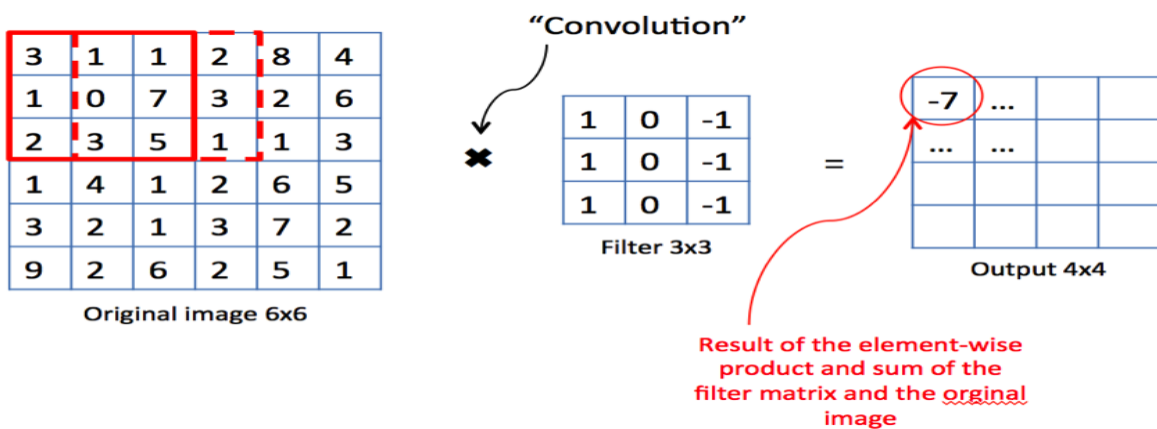 “Convolution”
3 1 1 2 8 4
1 0 7 3 2 6
2 3 5 1 1 3
1 4 1 2 6 5
3 2 1 3 7 2
9 2 6 2 5 1
Original image 6x6
✖
1 0 -1
1 0 -1
1 0 -1
Filter 3x3
=
-7 ...
... ...
Output 4x4
Result of the element-wise
product and sum of the
filter matrix and the orginal
image